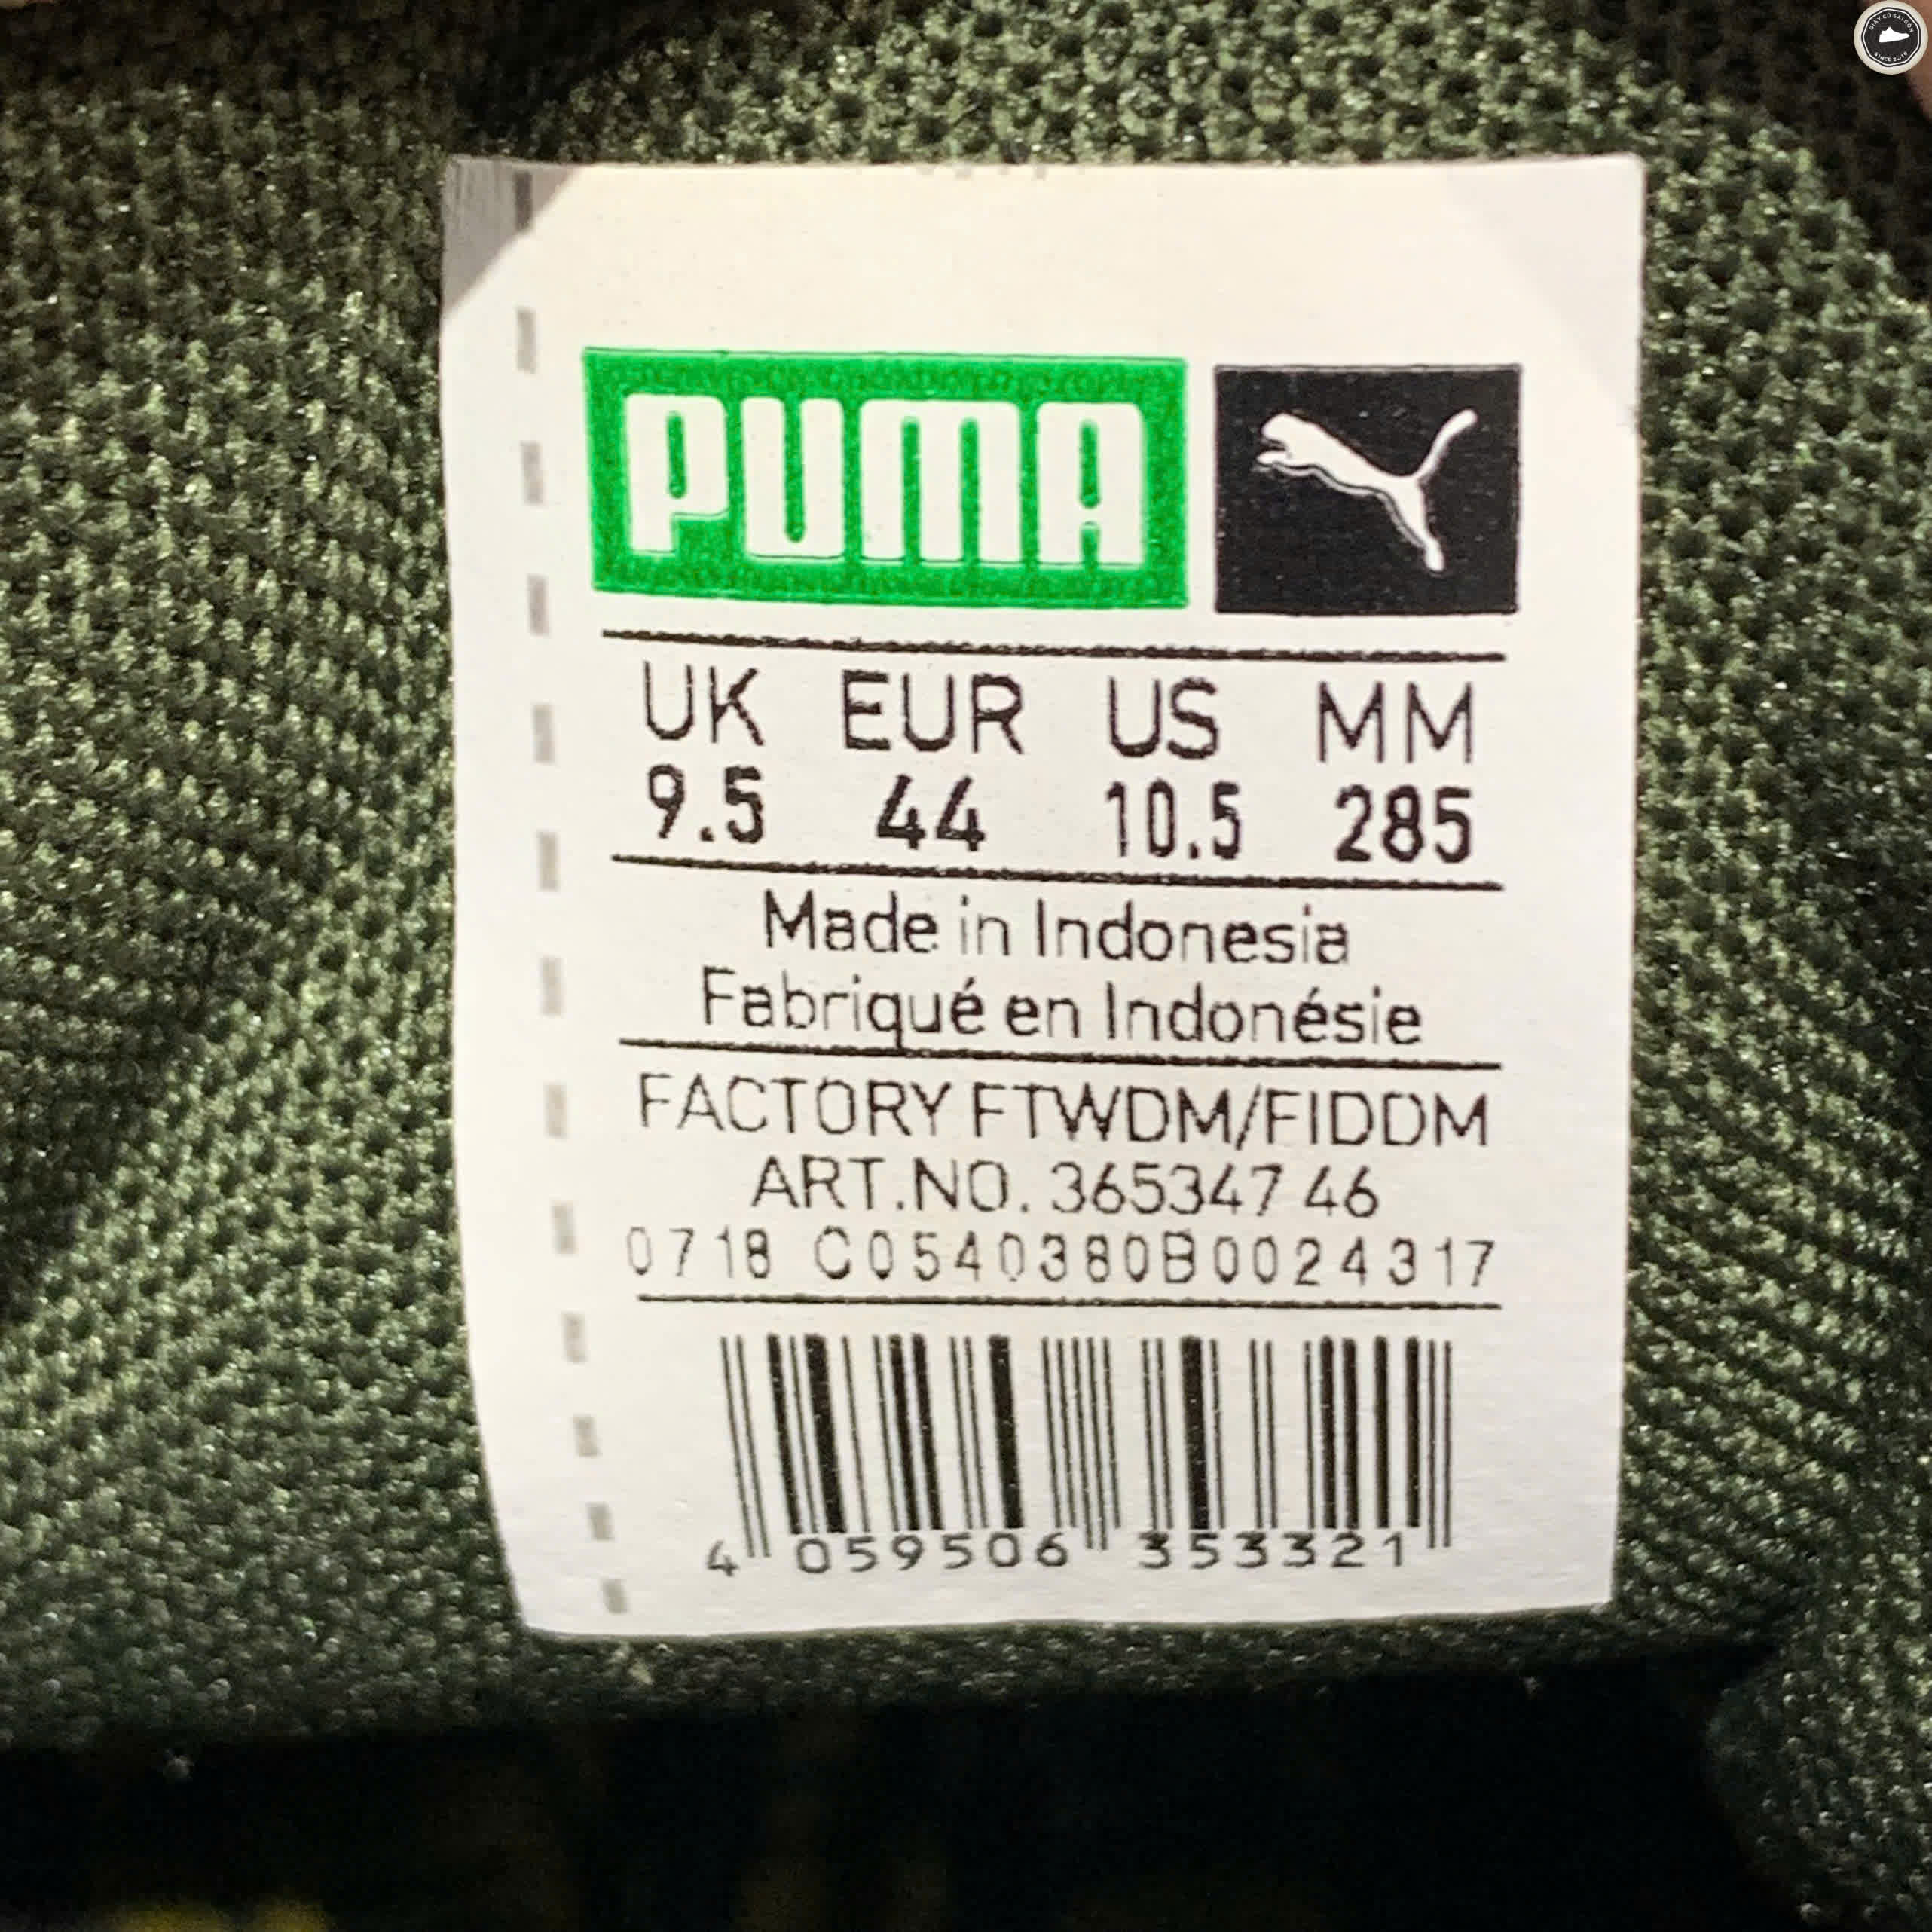 PUMA
UK EUR US MM
9.5 44 10.5 285
Made in Indonesia
Fabriqué en Indonésie
FACTORY FTWDM/FIDDM
ART.NO. 365347 46
0718 C0540380B0024317
4 059506 353321